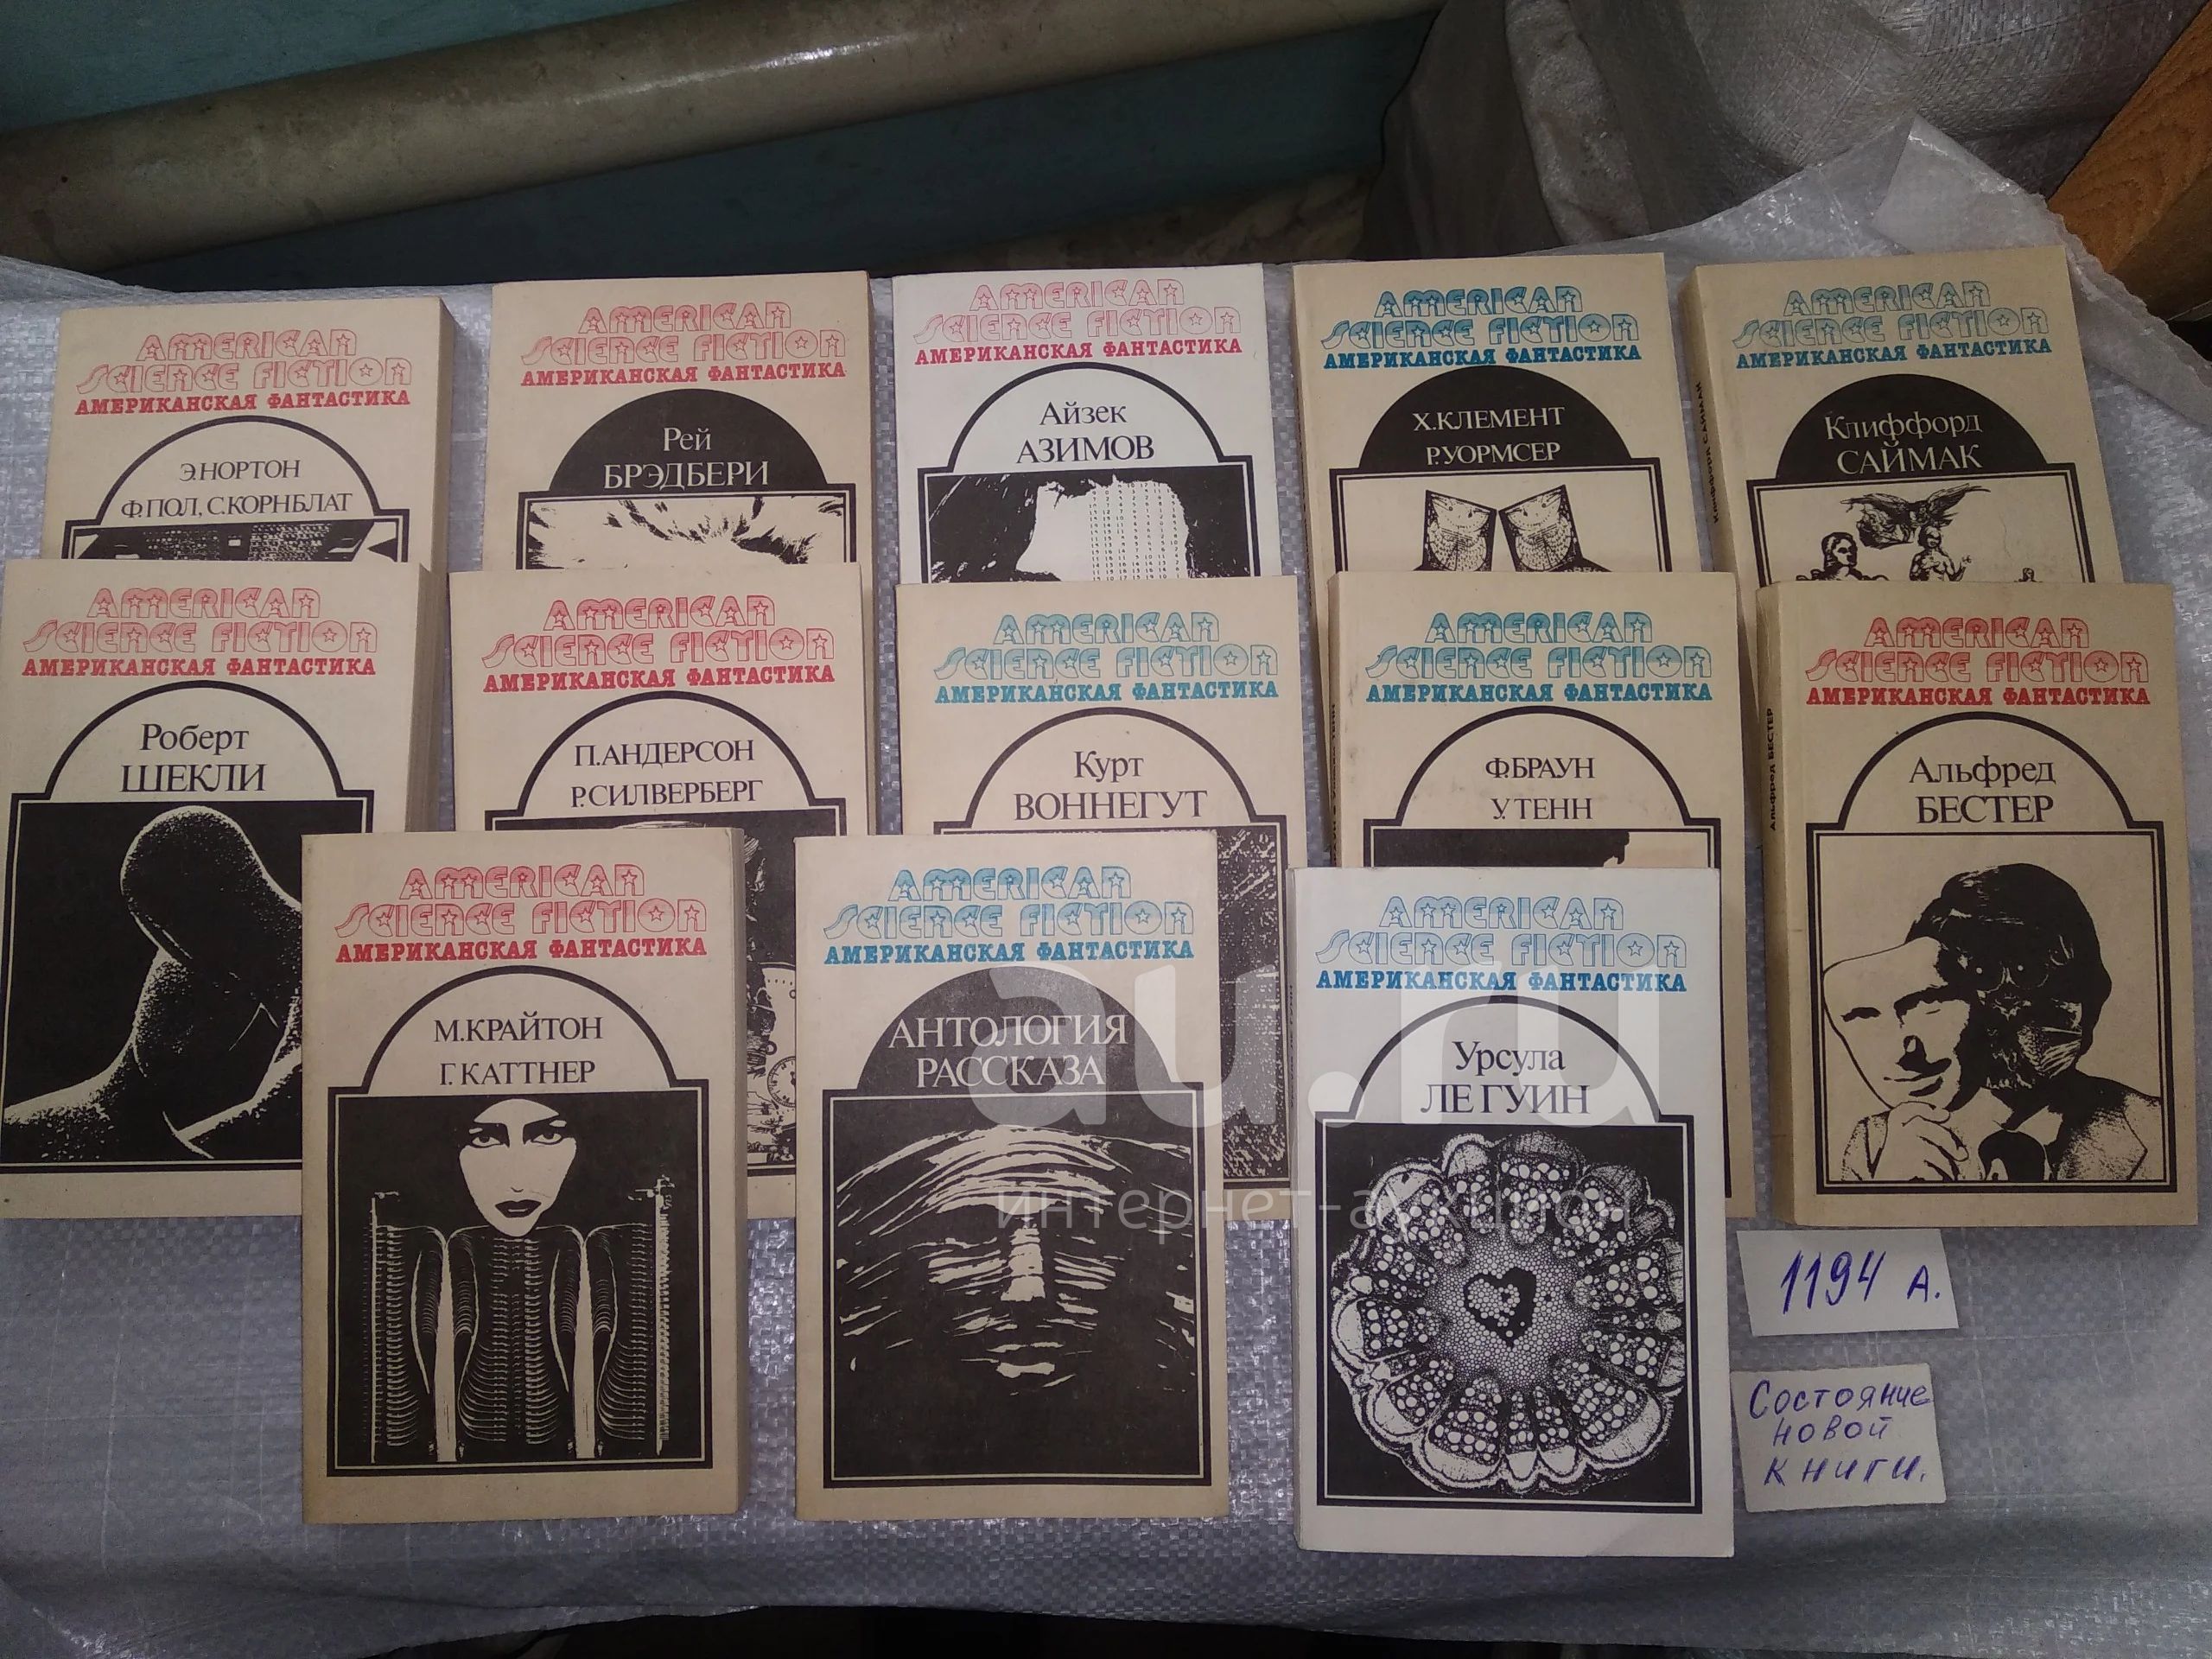 AMERICAN
SCIENCE FICTION
АМЕРИКАНСКАЯ ФАНТАСТИКА
Э.НОРТОН
Ф.ПОЛ, С.КОРНБЛАТ
AMERICAN
SCIENCE FICTION
АМЕРИКАНСКАЯ ФАНТАСТИКА
Рей
БРЭДБЕРИ
AMERICAN
SCIENCE FICTION
АМЕРИКАНСКАЯ ФАНТАСТИКА
Айзек
АЗИМОВ
AMERICAN
SCIENCE FICTION
АМЕРИКАНСКАЯ ФАНТАСТИКА
Х.КЛЕМЕНТ
Р.УОРМСЕР
AMERICAN
SCIENCE FICTION
АМЕРИКАНСКАЯ ФАНТАСТИКА
Клиффорд
САЙМАК
Клиффорд САЙМАК
AMERICAN
SCIENCE FICTION
АМЕРИКАНСКАЯ ФАНТАСТИКА
Роберт
ШЕКЛИ
AMERICAN
SCIENCE FICTION
АМЕРИКАНСКАЯ ФАНТАСТИКА
П.АНДЕРСОН
Р.СИЛВЕРБЕРГ
AMERICAN
SCIENCE FICTION
АМЕРИКАНСКАЯ ФАНТАСТИКА
Курт
ВОННЕГУТ
AMERICAN
SCIENCE FICTION
АМЕРИКАНСКАЯ ФАНТАСТИКА
Ф.БРАУН
У.ТЕНН
AMERICAN
SCIENCE FICTION
АМЕРИКАНСКАЯ ФАНТАСТИКА
Альфред
БЕСТЕР
Альфред БЕСТЕР
AMERICAN
SCIENCE FICTION
АМЕРИКАНСКАЯ ФАНТАСТИКА
М.КРАЙТОН
Г.КАТТНЕР
AMERICAN
SCIENCE FICTION
АМЕРИКАНСКАЯ ФАНТАСТИКА
АНТОЛОГИЯ
РАССКАЗА
AMERICAN
SCIENCE FICTION
АМЕРИКАНСКАЯ ФАНТАСТИКА
Урсула
ЛЕ ГУИН
au.ru
интернет-аукцион
1194 А.
Состояние
новой
книги.